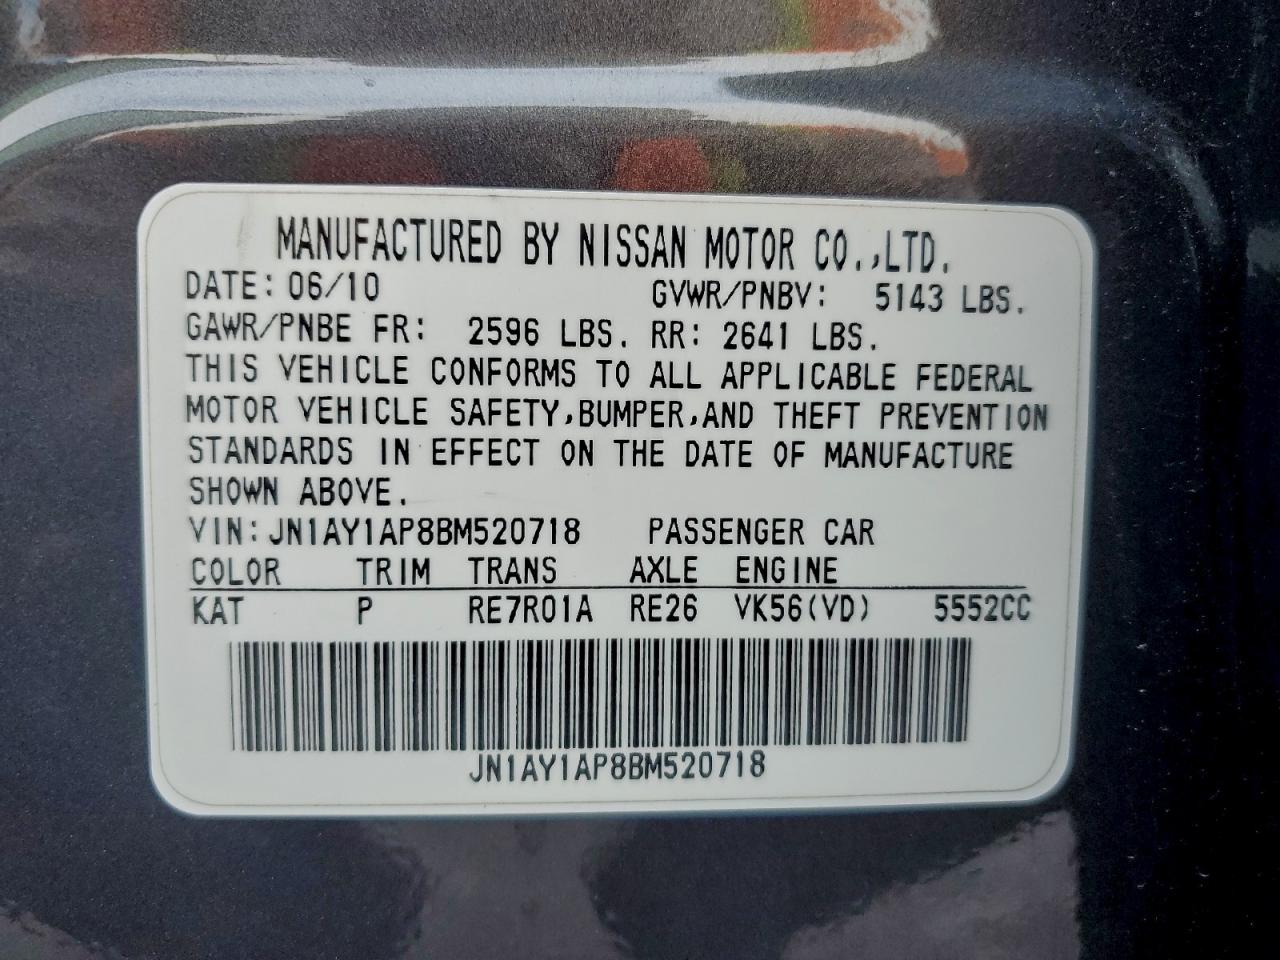 MANUFACTURED BY NISSAN MOTOR CO.,LTD.
DATE: 06/10 GVWR/PNBV: 5143 LBS.
GAWR/PNBE FR: 2596 LBS. RR: 2641 LBS.
THIS VEHICLE CONFORMS TO ALL APPLICABLE FEDERAL
MOTOR VEHICLE SAFETY,BUMPER,AND THEFT PREVENTION
STANDARDS IN EFFECT ON THE DATE OF MANUFACTURE
SHOWN ABOVE.
VIN:JN1AY1AP8BM520718 PASSENGER CAR
COLOR TRIM TRANS AXLE ENGINE
KAT P RE7R01A RE26 VK56(VD) 5552CC
JN1AY1AP8BM520718